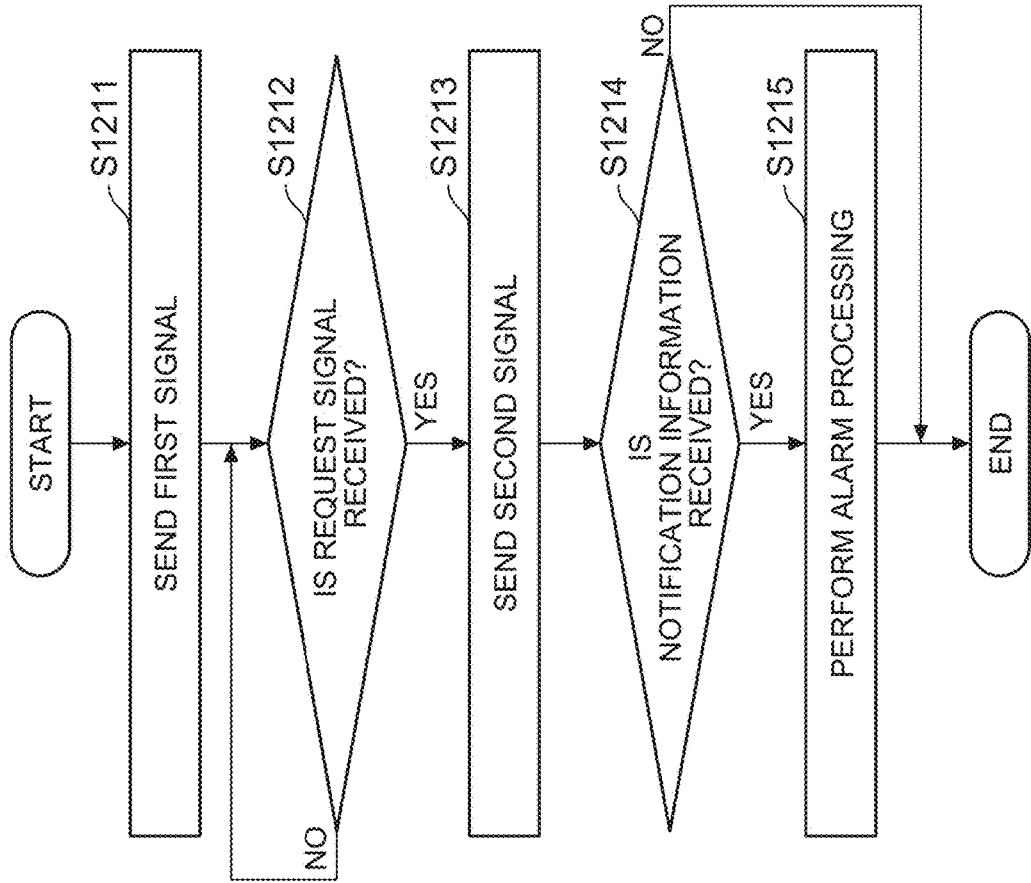 START
S1211
SEND FIRST SIGNAL
S1212
IS REQUEST SIGNAL
RECEIVED?
NO
YES
S1213
SEND SECOND SIGNAL
S1214
IS
NOTIFICATION INFORMATION
RECEIVED?
NO
YES
S1215
PERFORM ALARM PROCESSING
END